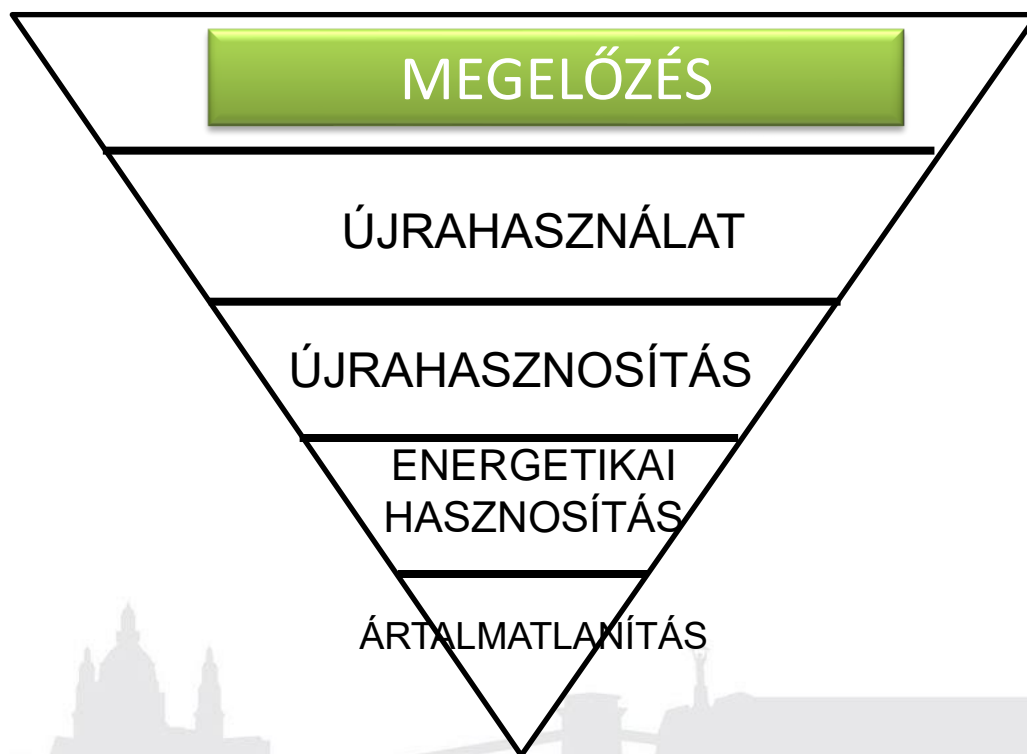 MEGELŐZÉS
ÚJRAHASZNÁLAT
ÚJRAHASZNOSÍTÁS
ENERGETIKAI
HASZNOSÍTÁS
ÁRTALMATLANÍTÁS